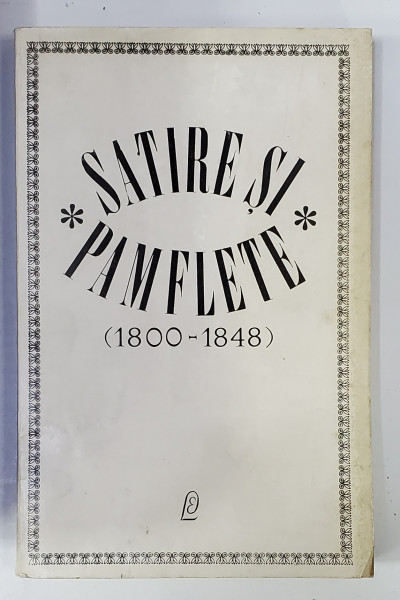 SATIRE ȘI
* PAMFLETE *
(1800-1848)